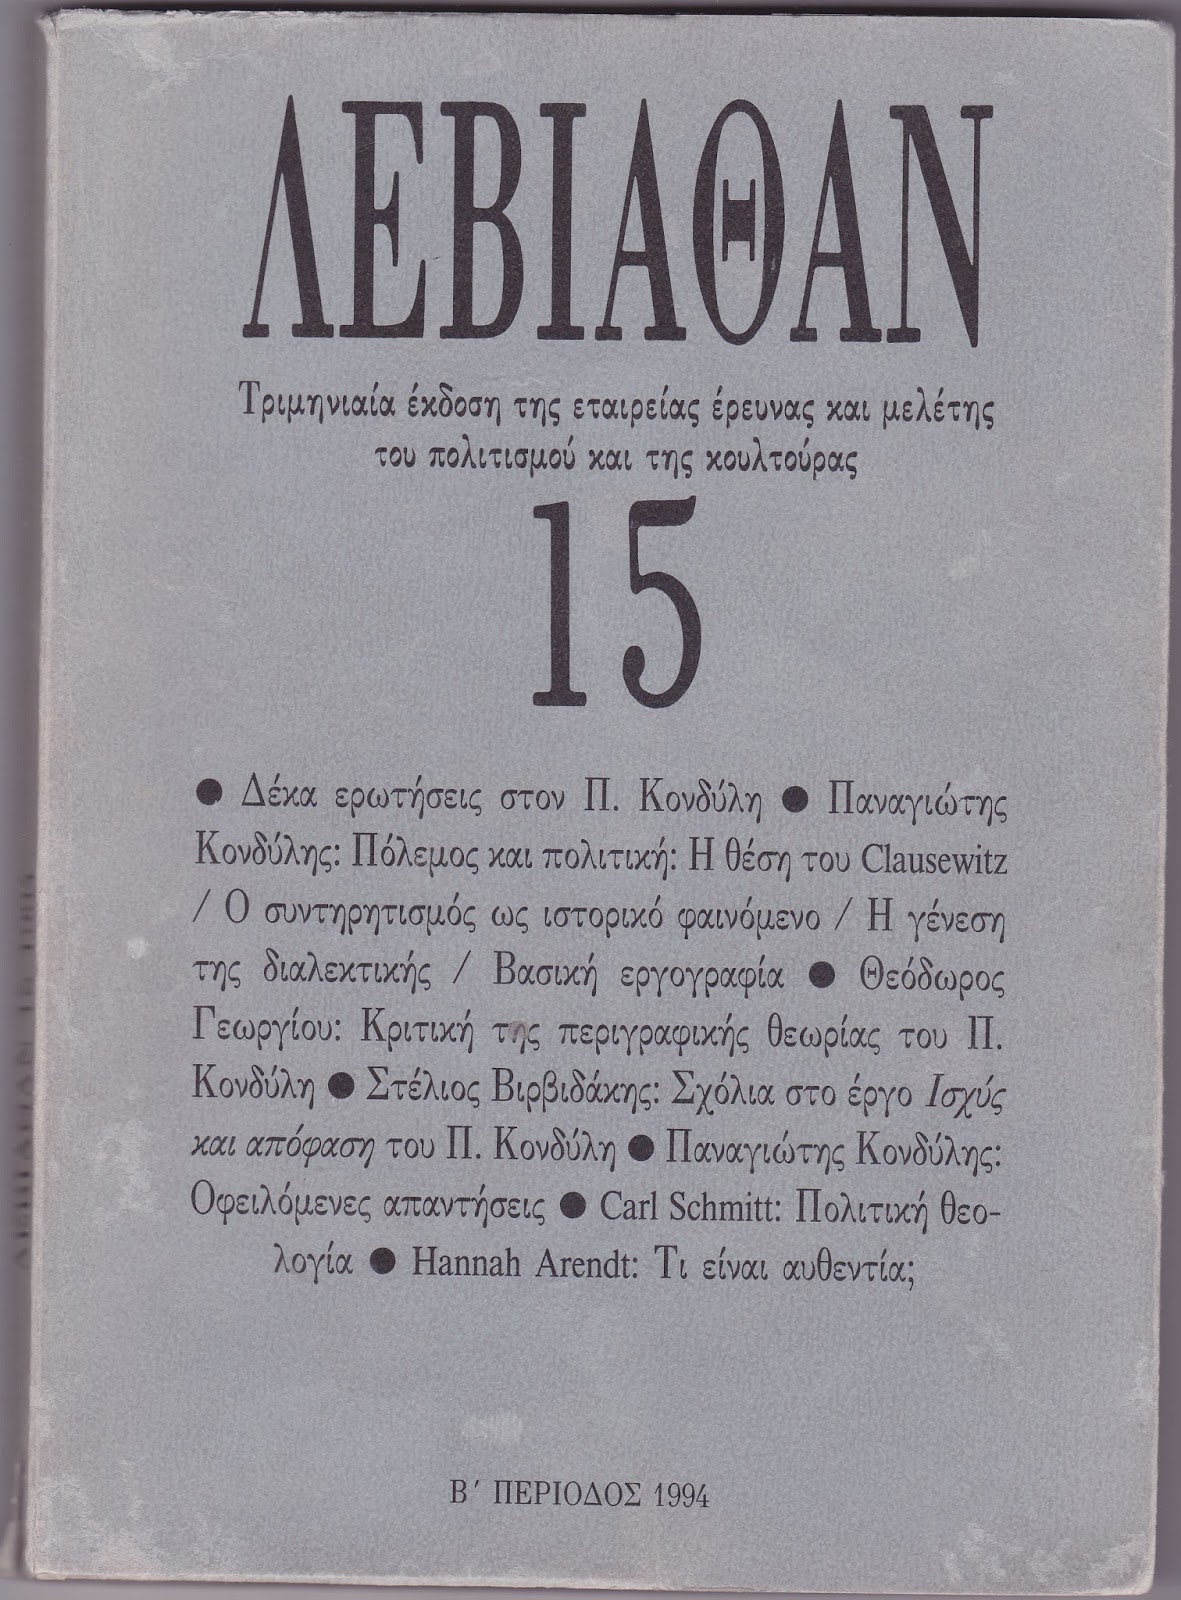 ΛΕΒΙΑΘΑΝ
Τριμηνιαία έκδοση της εταιρείας έρευνας και μελέτης
του πολιτισμού και της κουλτούρας
15
● Δέκα ερωτήσεις στον Π. Κονδύλη ● Παναγιώτης
Κονδύλης: Πόλεμος και πολιτική: Η θέση του Clausewitz
/ Ο συντηρητισμός ως ιστορικό φαινόμενο / Η γένεση
της διαλεκτικής / Βασική εργογραφία ● Θεόδωρος
Γεωργίου: Κριτική της περιγραφικής θεωρίας του Π.
Κονδύλη ● Στέλιος Βιρβιδάκης: Σχόλια στο έργο Ισχύς
και απόφαση του Π. Κονδύλη ● Παναγιώτης Κονδύλης:
Οφειλόμενες απαντήσεις ● Carl Schmitt: Πολιτική θεο-
λογία ● Hannah Arendt: Τι είναι αυθεντία;
Β΄ ΠΕΡΙΟΔΟΣ 1994